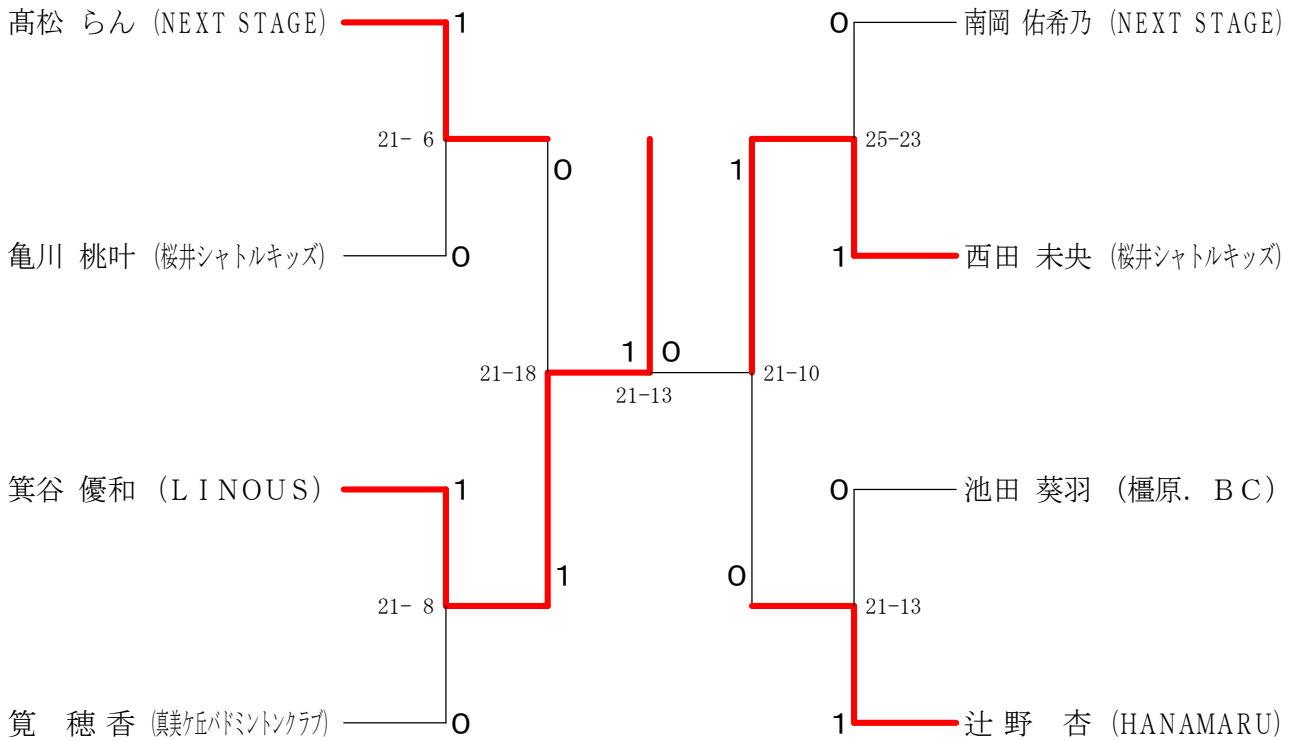 髙松 らん (NEXT STAGE) 1 0 南岡 佑希乃 (NEXT STAGE)
21- 6 25-23
0 1
亀川 桃叶 (桜井シャトルキッズ) 0 1 西田 未央 (桜井シャトルキッズ)
1 0
21-18 21-10
21-13
箕谷 優和 (LINOUS) 1 0 池田 葵羽 (橿原. BC)
1 0
21- 8 21-13
筧 穂香 (真美ケ丘バドミントンクラブ) 0 1 辻野 杏 (HANAMARU)